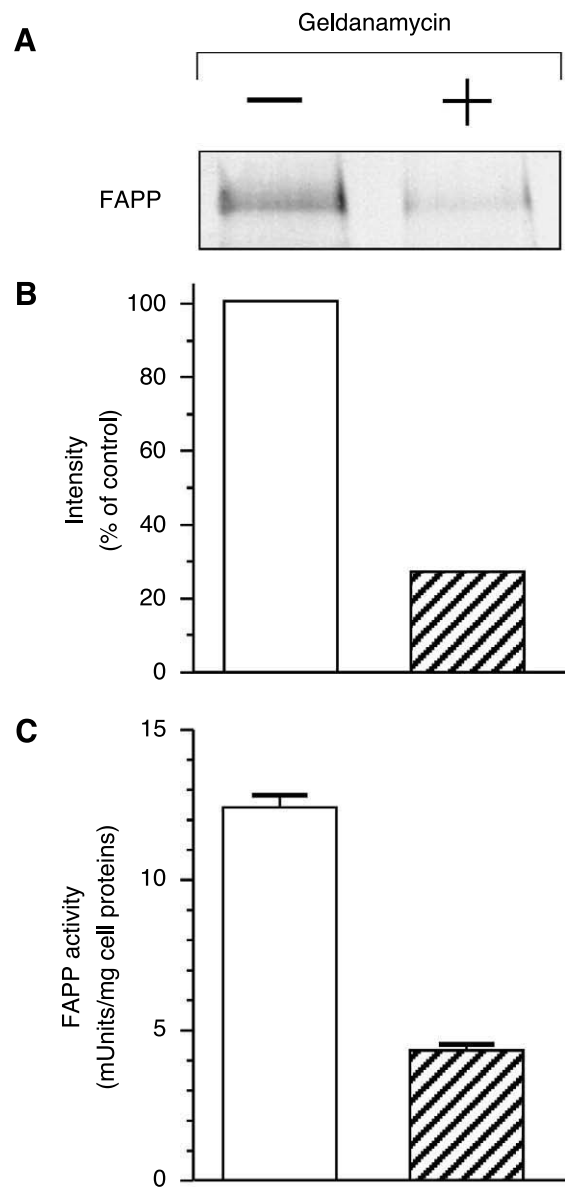 Geldanamycin
A
— +
FAPP
B
Intensity
(% of control)
100
80
60
40
20
0
C
FAPP activity
(mUnits/mg cell proteins)
15
10
5
0